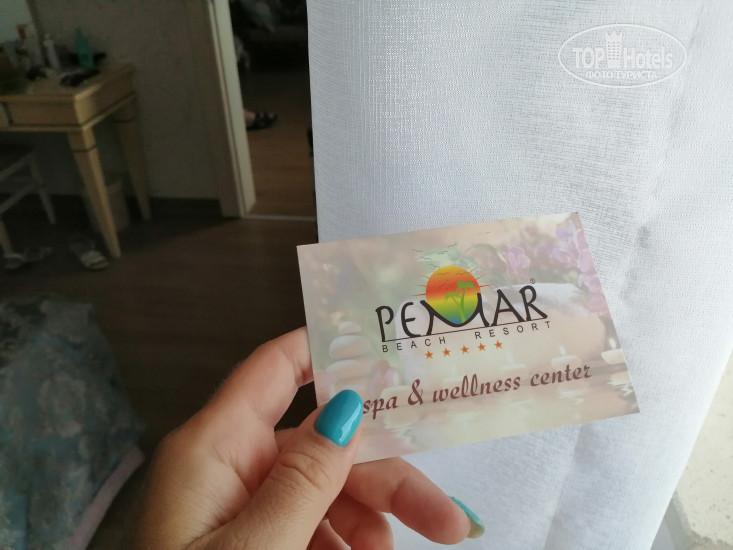 TOP Hotels
ФОТО ТУРИСТА
PEMAR®
BEACH RESORT
★★★★★
spa & wellness center